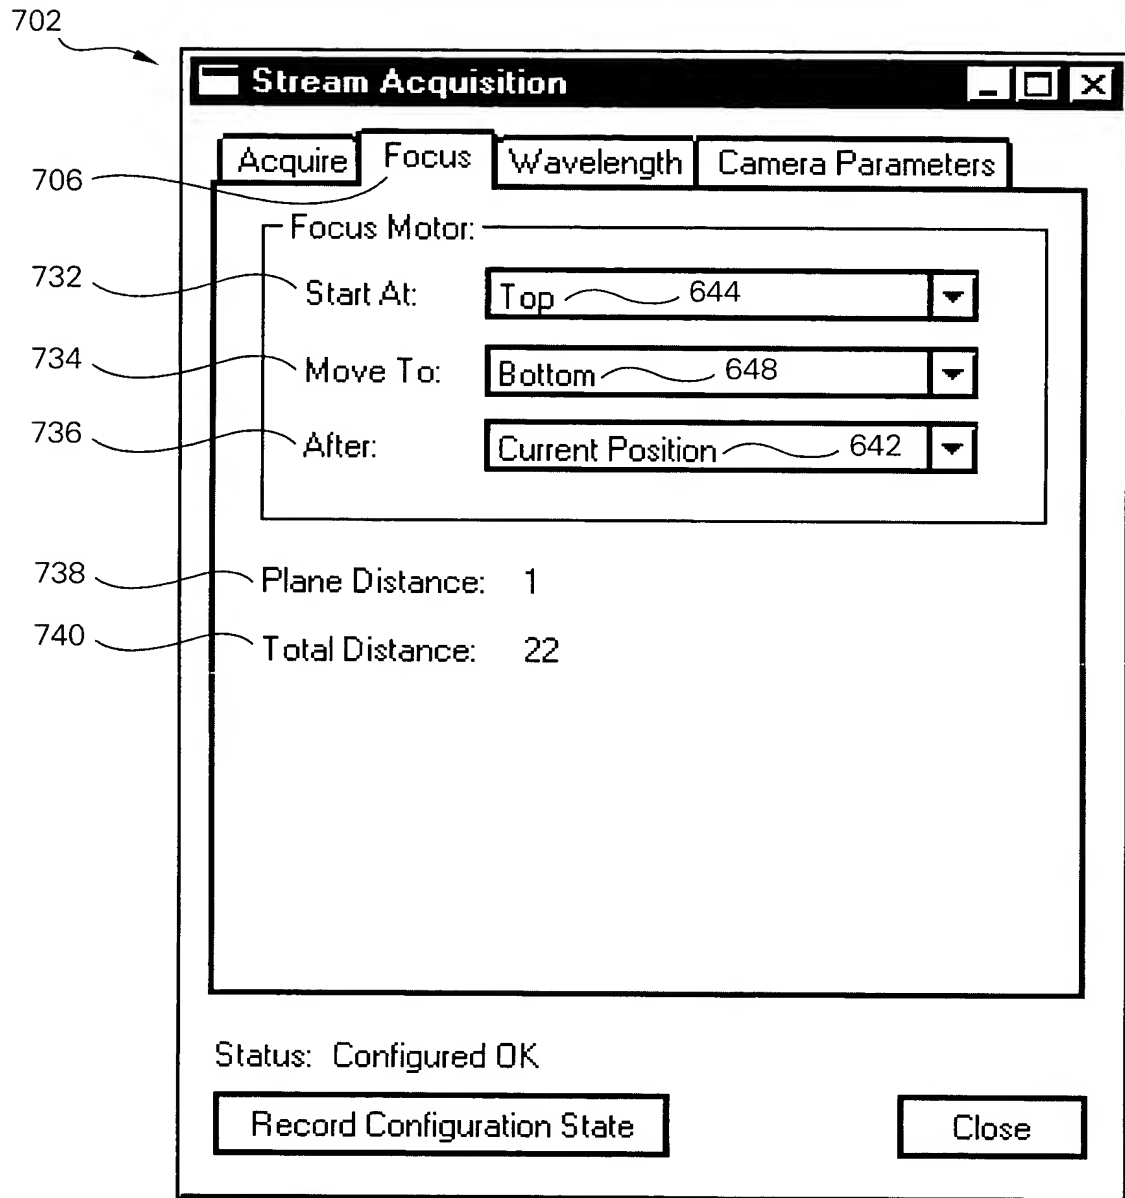 702
Stream Acquisition
Acquire Focus Wavelength Camera Parameters
706
Focus Motor:
732 Start At: Top 644
734 Move To: Bottom 648
736 After: Current Position 642
738 Plane Distance: 1
740 Total Distance: 22
Status: Configured OK
Record Configuration State Close